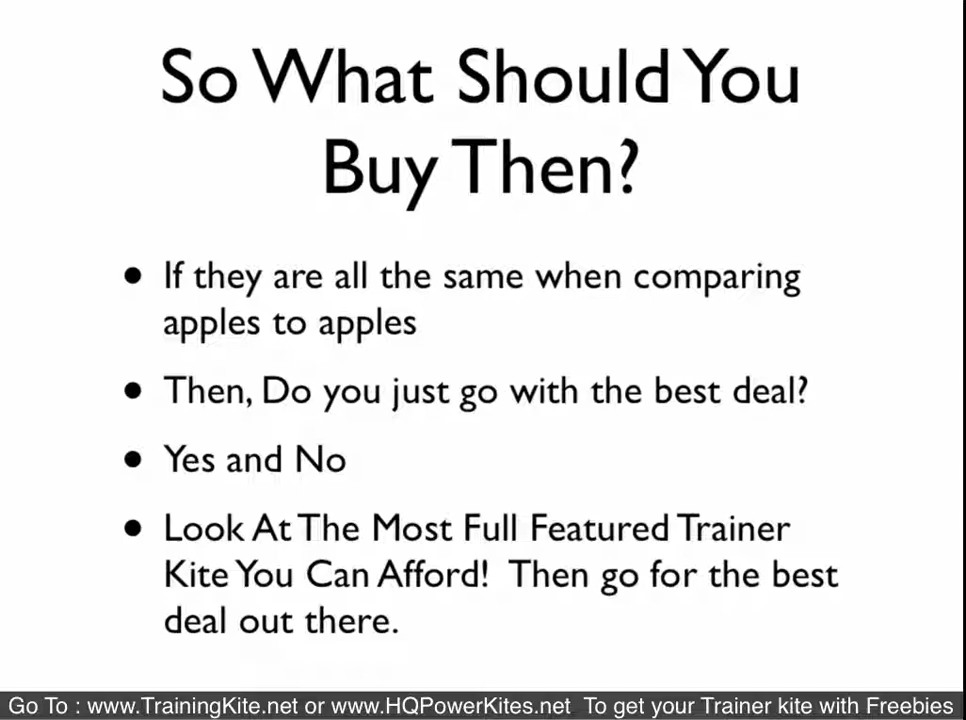 So What Should You
Buy Then?
• If they are all the same when comparing
apples to apples
• Then, Do you just go with the best deal?
• Yes and No
• Look At The Most Full Featured Trainer
Kite You Can Afford! Then go for the best
deal out there.
Go To : www.TrainingKite.net or www.HQPowerKites.net To get your Trainer kite with Freebies